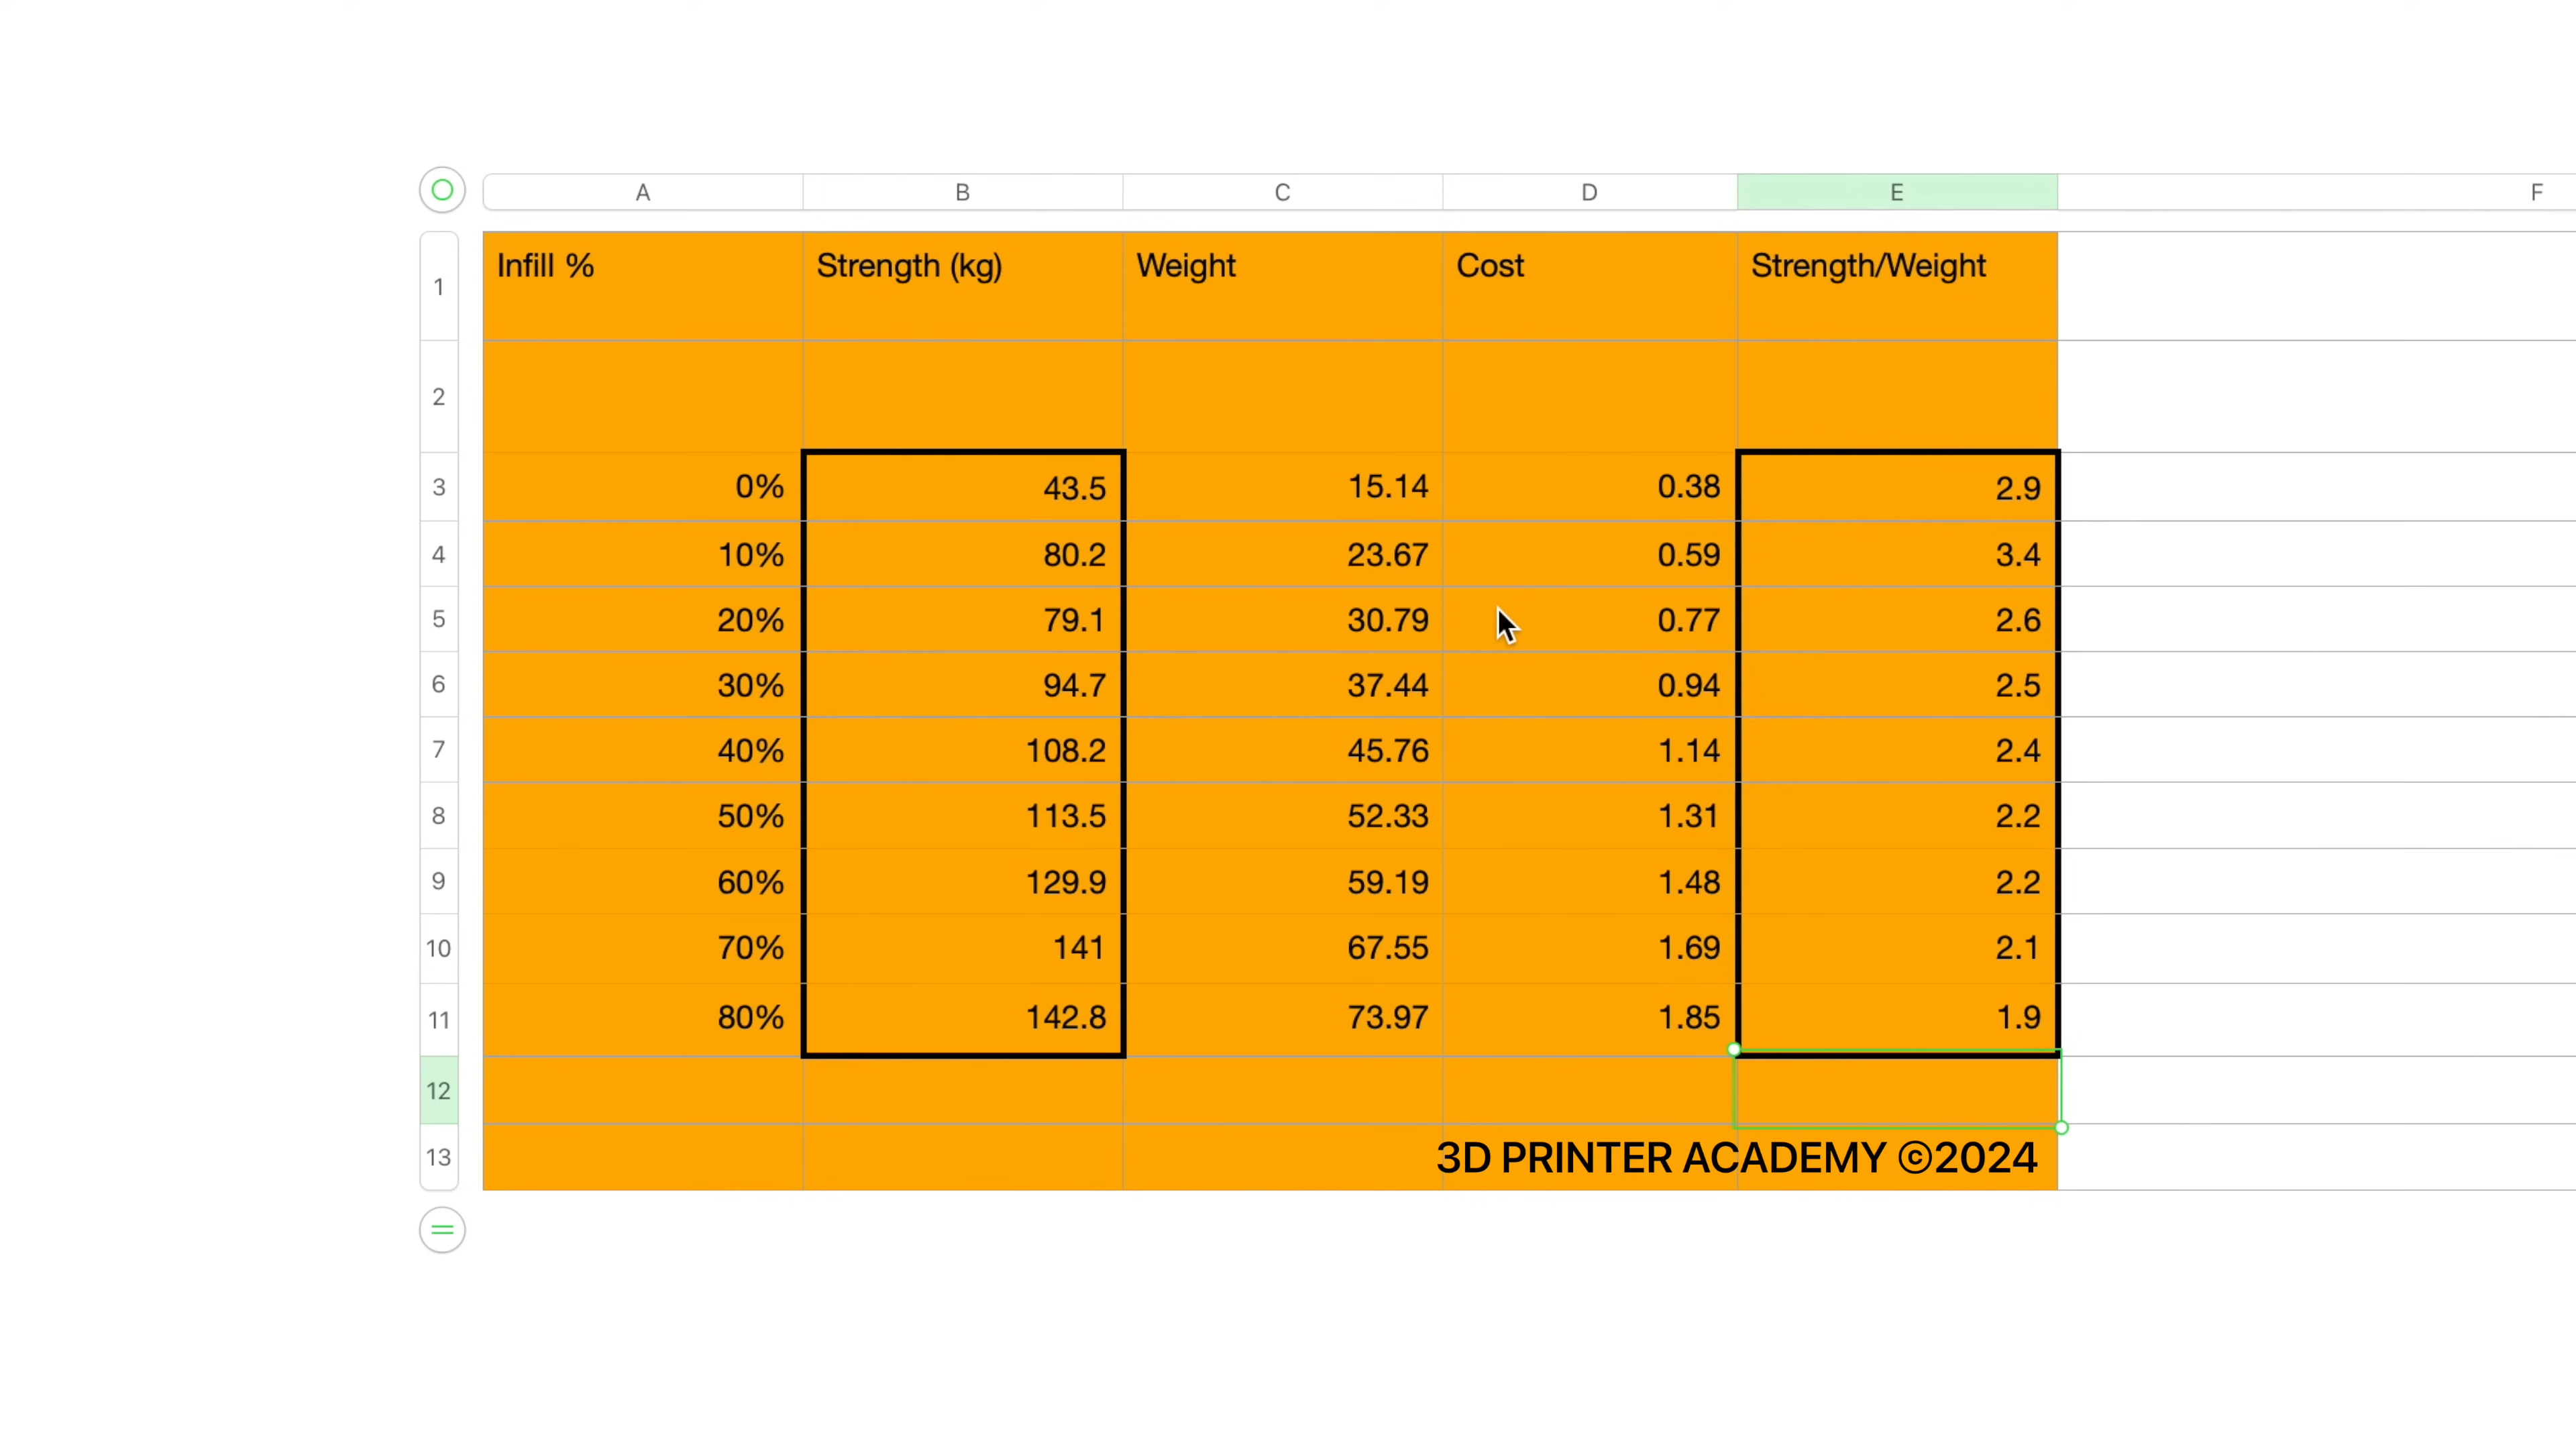 A B C D E F
1 Infill % Strength (kg) Weight Cost Strength/Weight
2
3 0% 43.5 15.14 0.38 2.9
4 10% 80.2 23.67 0.59 3.4
5 20% 79.1 30.79 0.77 2.6
6 30% 94.7 37.44 0.94 2.5
7 40% 108.2 45.76 1.14 2.4
8 50% 113.5 52.33 1.31 2.2
9 60% 129.9 59.19 1.48 2.2
10 70% 141 67.55 1.69 2.1
11 80% 142.8 73.97 1.85 1.9
12
13 3D PRINTER ACADEMY ©2024